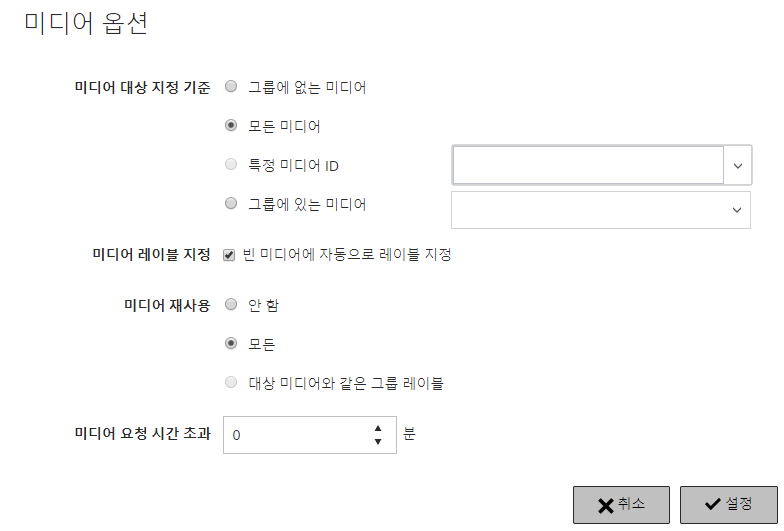 미디어 옵션
미디어 대상 지정 기준 그룹에 없는 미디어
모든 미디어
특정 미디어 ID
그룹에 있는 미디어
미디어 레이블 지정 빈 미디어에 자동으로 레이블 지정
미디어 재사용 안 함
모든
대상 미디어와 같은 그룹 레이블
미디어 요청 시간 초과 0 분
취소 설정